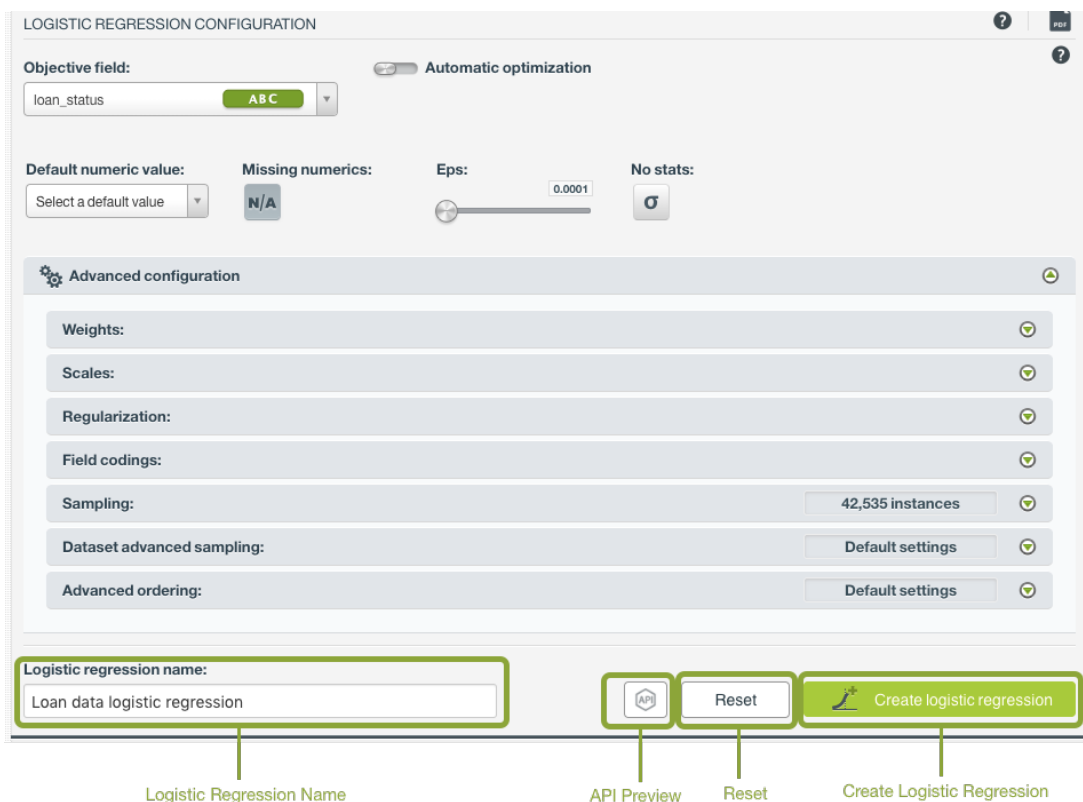 LOGISTIC REGRESSION CONFIGURATION ? PDF
?
Objective field: Automatic optimization
loan_status ABC
Default numeric value: Missing numerics: Eps: No stats:
Select a default value N/A 0.0001 σ
Advanced configuration
Weights:
Scales:
Regularization:
Field codings:
Sampling: 42,535 instances
Dataset advanced sampling: Default settings
Advanced ordering: Default settings
Logistic regression name:
Loan data logistic regression API Reset Create logistic regression
Logistic Regression Name API Preview Reset Create Logistic Regression